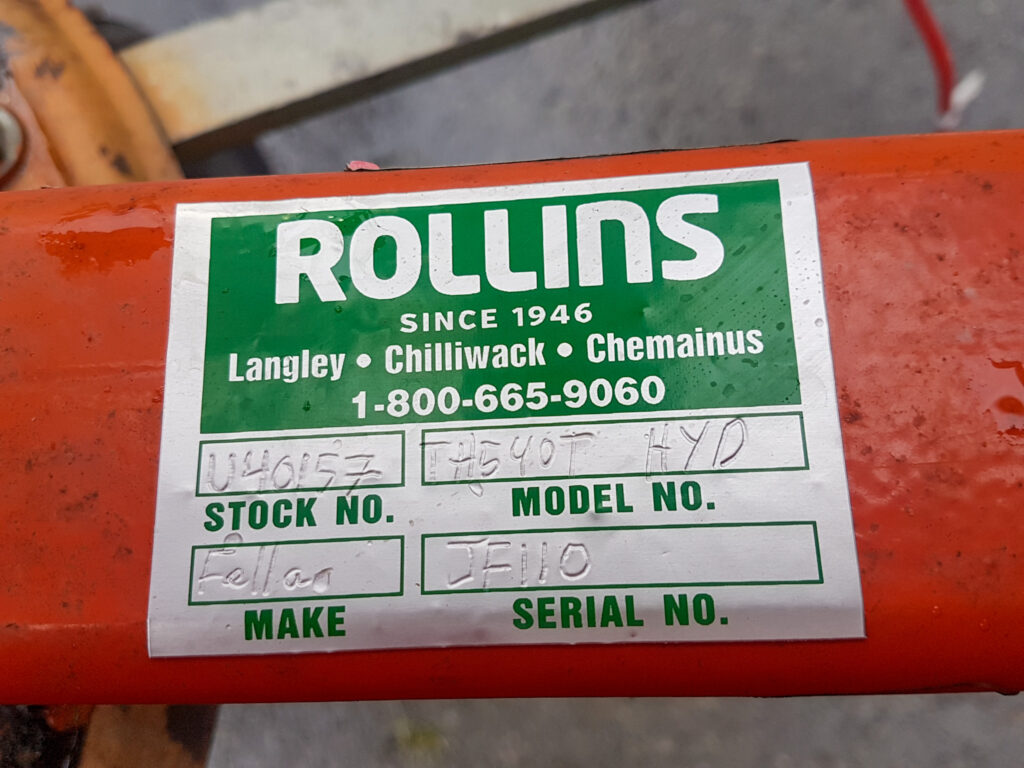 ROLLINS
SINCE 1946
Langley • Chilliwack • Chemainus
1-800-665-9060
U40157 TH540T HYD
STOCK NO. MODEL NO.
JF110
MAKE SERIAL NO.